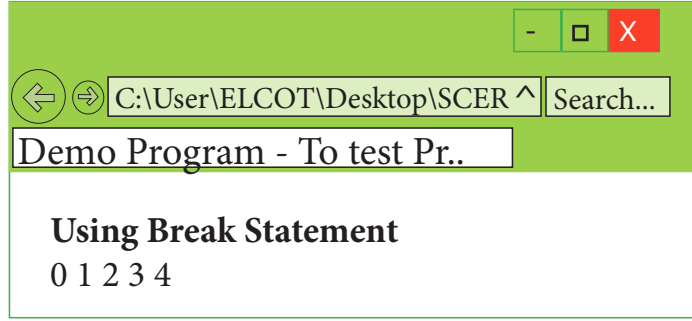 - □ X
C:\User\ELCOT\Desktop\SCER ^ Search...
Demo Program - To test Pr..
Using Break Statement
0 1 2 3 4